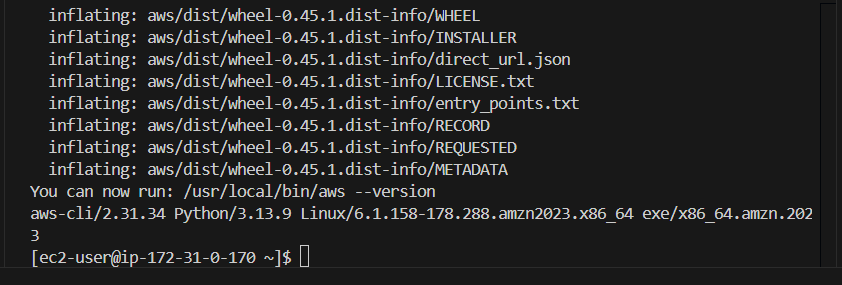 inflating: aws/dist/wheel-0.45.1.dist-info/WHEEL
inflating: aws/dist/wheel-0.45.1.dist-info/INSTALLER
inflating: aws/dist/wheel-0.45.1.dist-info/direct_url.json
inflating: aws/dist/wheel-0.45.1.dist-info/LICENSE.txt
inflating: aws/dist/wheel-0.45.1.dist-info/entry_points.txt
inflating: aws/dist/wheel-0.45.1.dist-info/RECORD
inflating: aws/dist/wheel-0.45.1.dist-info/REQUESTED
inflating: aws/dist/wheel-0.45.1.dist-info/METADATA
You can now run: /usr/local/bin/aws --version
aws-cli/2.31.34 Python/3.13.9 Linux/6.1.158-178.288.amzn2023.x86_64 exe/x86_64.amzn.202
3
[ec2-user@ip-172-31-0-170 ~]$